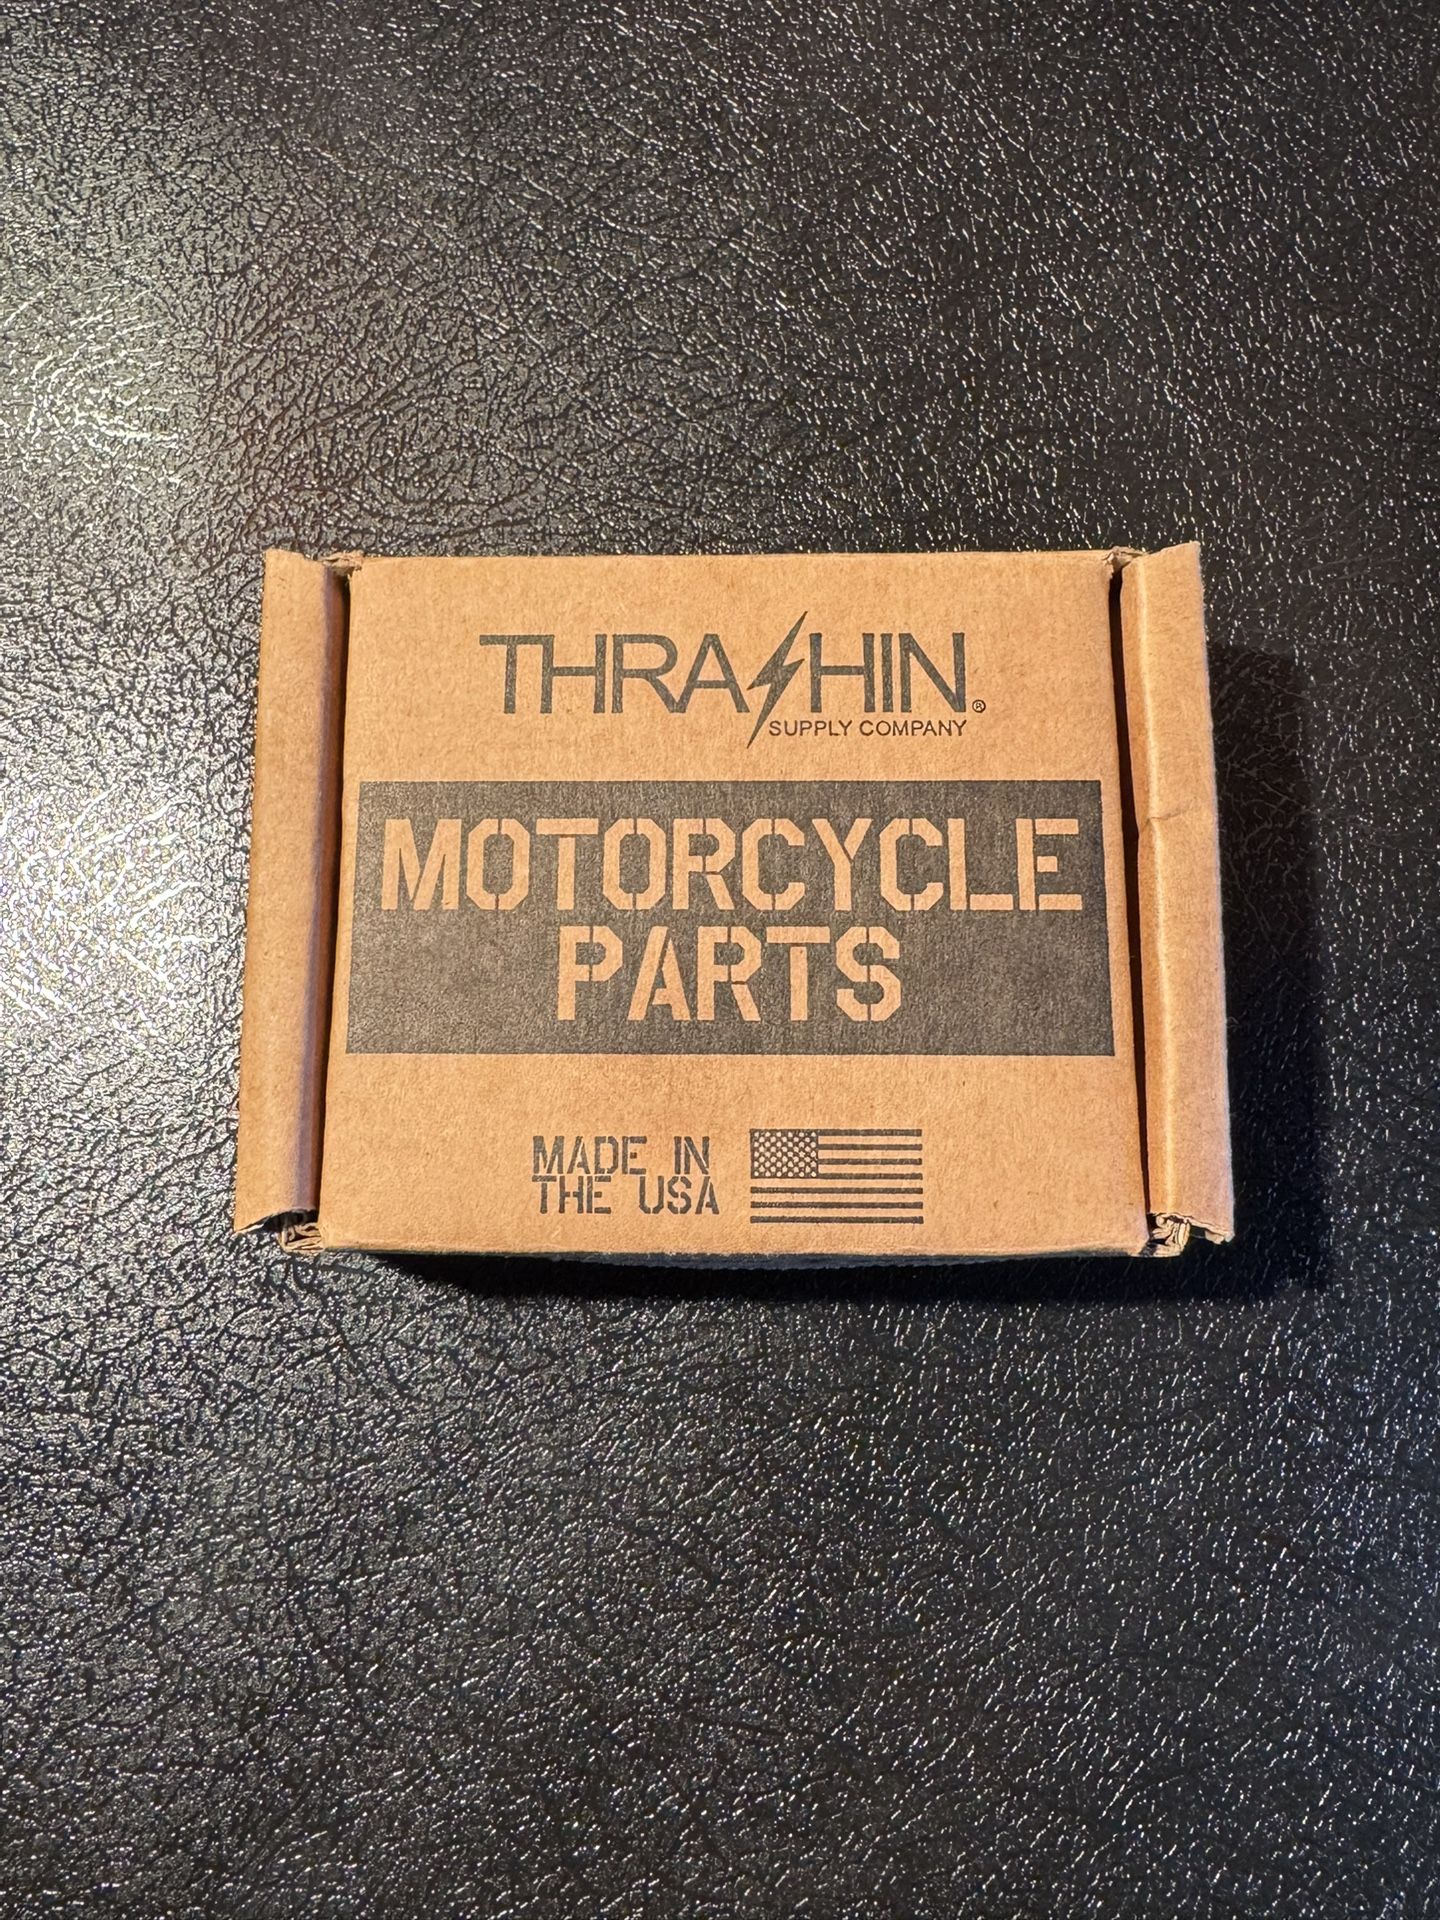 THRASHIN®
SUPPLY COMPANY
MOTORCYCLE
PARTS
MADE IN
THE USA